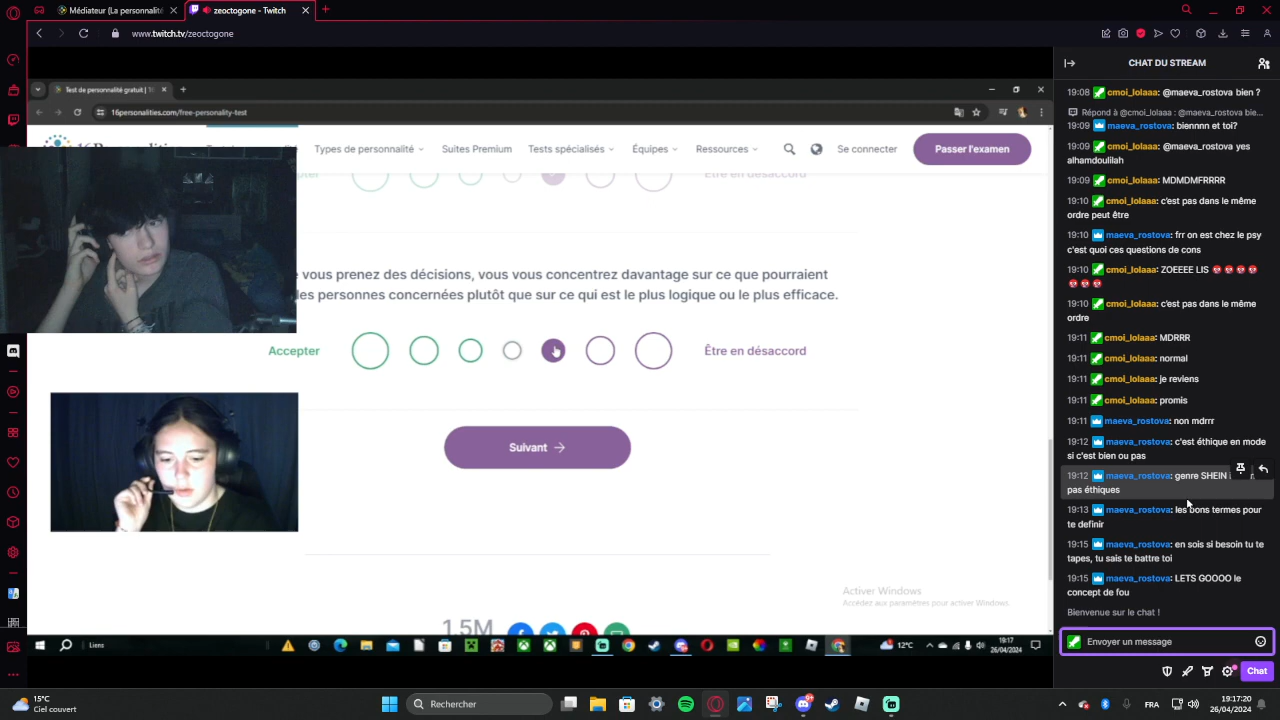 Médiateur (La personnalité
zeoctogone - Twitch
www.twitch.tv/zeoctogone
Test de personnalité gratuit |
16personalities.com/free-personality-test
Types de personnalité
Suites Premium
Tests spécialisés
Équipes
Ressources
Se connecter
Passer l'examen
Être en désaccord
vous prenez des décisions, vous vous concentrez davantage sur ce que pourraient
les personnes concernées plutôt que sur ce qui est le plus logique ou le plus efficace.
Accepter
Être en désaccord
Suivant →
1.5M
Activer Windows
Accédez aux paramètres pour activer Windows.
Liens
12°C
19:17
26/04/2024
CHAT DU STREAM
19:08 cmoi_lolaaa: @maeva_rostova bien ?
Répond à @cmoi_lolaaa : @maeva_rostova bie...
19:09 maeva_rostova: biennnn et toi?
19:09 cmoi_lolaaa: @maeva_rostova yes
alhamdoulilah
19:09 cmoi_lolaaa: MDMDMFRRRR
19:10 cmoi_lolaaa: c'est pas dans le même
ordre peut être
19:10 maeva_rostova: frr on est chez le psy
c'est quoi ces questions de cons
19:10 cmoi_lolaaa: ZOEEEE LIS
19:10 cmoi_lolaaa: c'est pas dans le même
ordre
19:11 cmoi_lolaaa: MDRRR
19:11 cmoi_lolaaa: normal
19:11 cmoi_lolaaa: je reviens
19:11 cmoi_lolaaa: promis
19:11 maeva_rostova: non mdrrr
19:12 maeva_rostova: c'est éthique en mode
si c'est bien ou pas
19:12 maeva_rostova: genre SHEIN
pas éthiques
19:13 maeva_rostova: les bons termes pour
te definir
19:15 maeva_rostova: en sois si besoin tu te
tapes, tu sais te battre toi
19:15 maeva_rostova: LETS GOOOO le
concept de fou
Bienvenue sur le chat !
Envoyer un message
Chat
15°C
Ciel couvert
Rechercher
FRA
19:17:20
26/04/2024